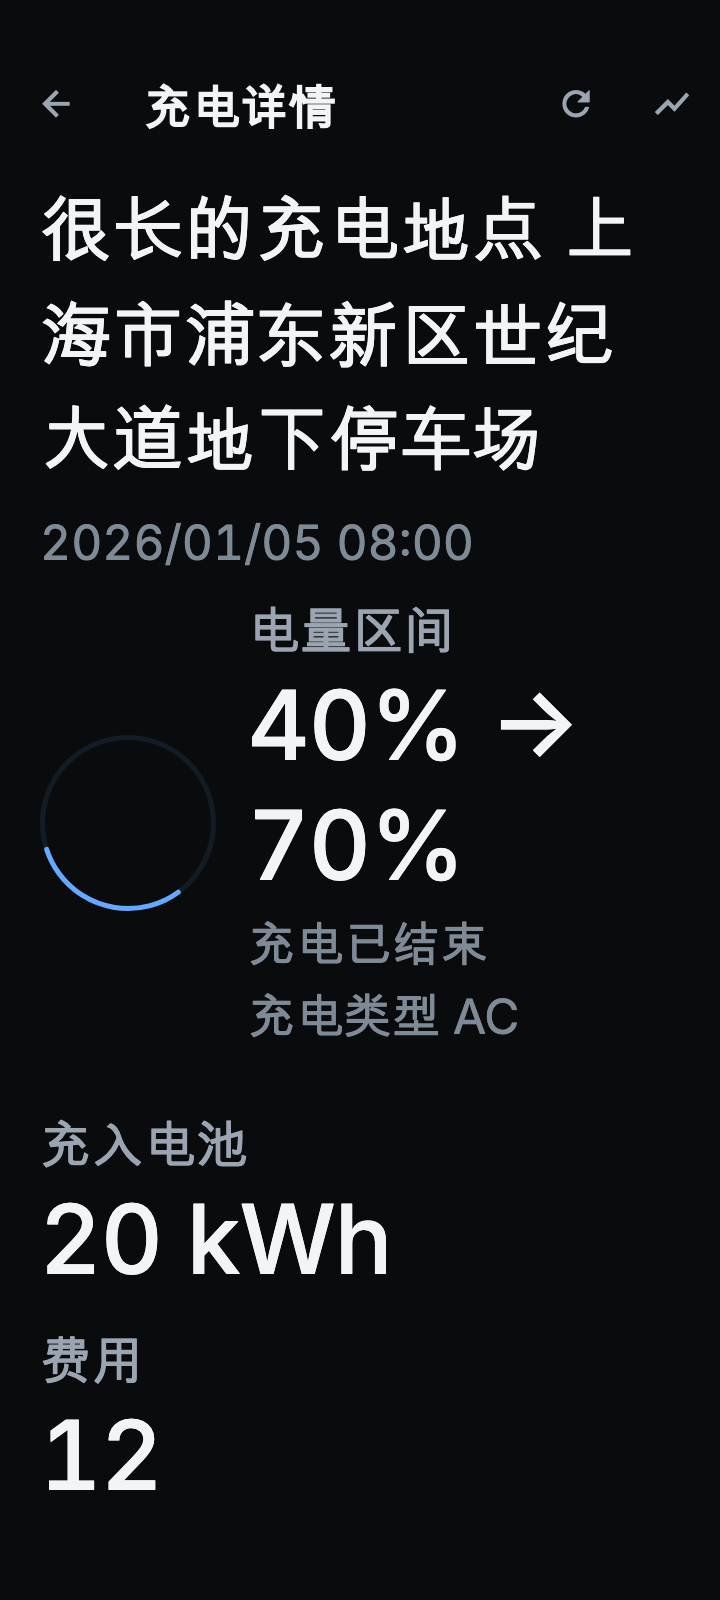 充电详情
很长的充电地点 上
海市浦东新区世纪
大道地下停车场
2026/01/05 08:00
电量区间
40% →
70%
充电已结束
充电类型 AC
充入电池
20 kWh
费用
12